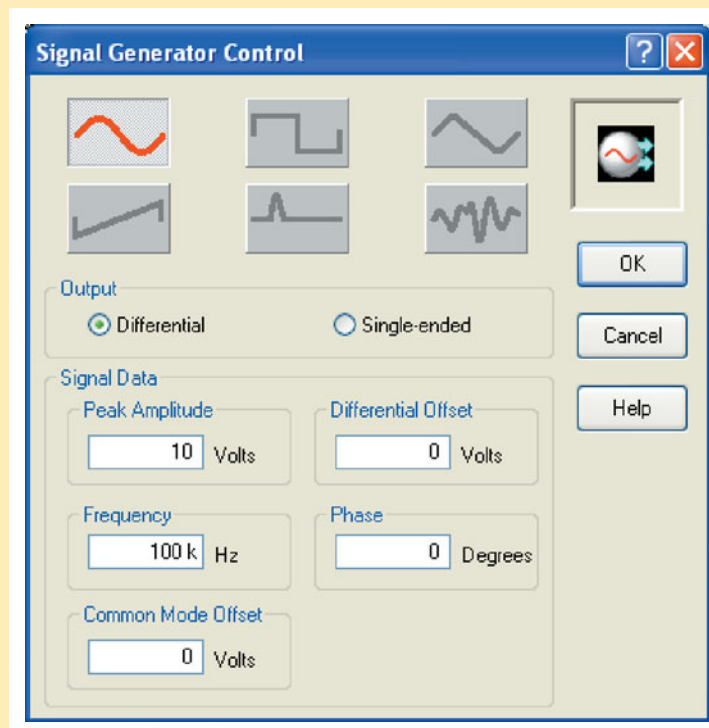 Signal Generator Control
?
OK
Output
Differential
Single-ended
Cancel
Signal Data
Peak Amplitude
Differential Offset
Help
10 Volts
0 Volts
Frequency
Phase
100 k Hz
0 Degrees
Common Mode Offset
0 Volts